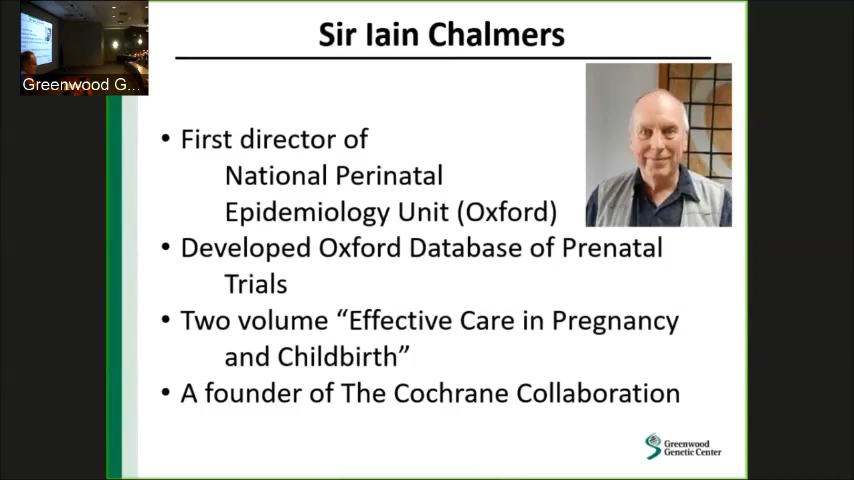 Sir Iain Chalmers
Greenwood G...
• First director of
National Perinatal
Epidemiology Unit (Oxford)
• Developed Oxford Database of Prenatal
Trials
• Two volume “Effective Care in Pregnancy
and Childbirth”
• A founder of The Cochrane Collaboration
Greenwood
Genetic Center